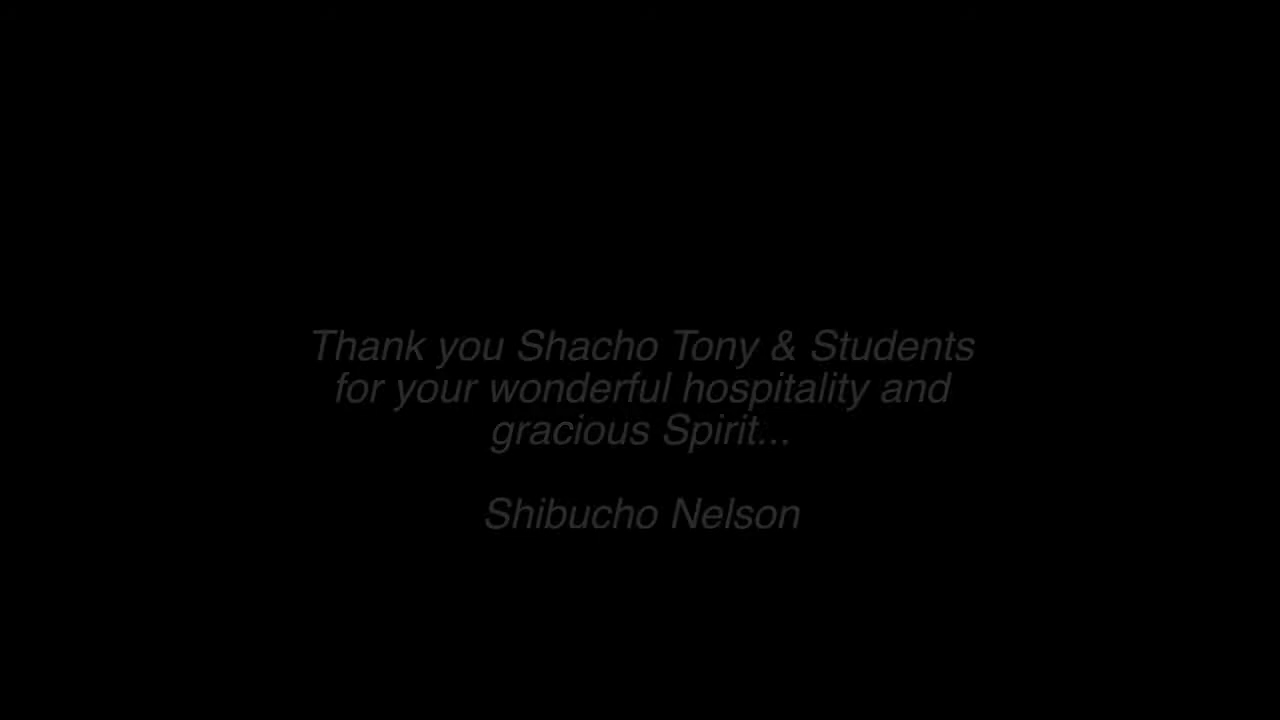 Thank you Shacho Tony & Students
for your wonderful hospitality and
gracious Spirit...
Shibucho Nelson